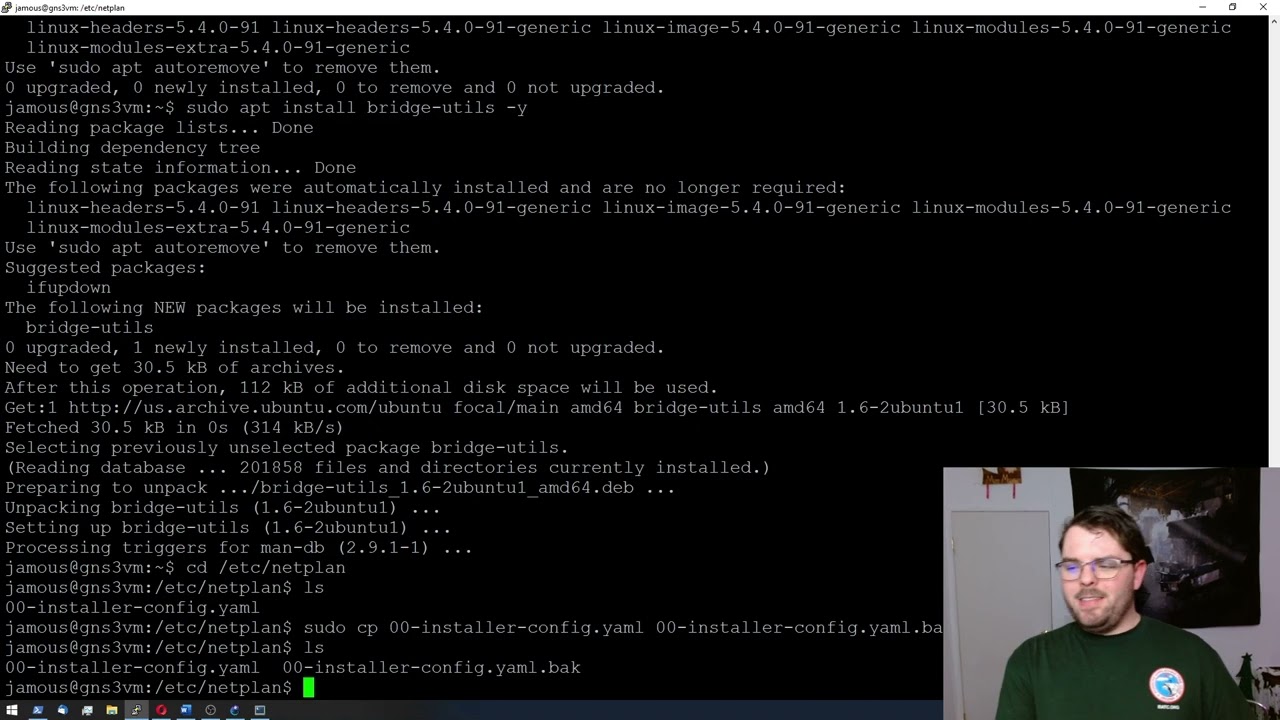 jamous@gns3vm: /etc/netplan
linux-headers-5.4.0-91 linux-headers-5.4.0-91-generic linux-image-5.4.0-91-generic linux-modules-5.4.0-91-generic
linux-modules-extra-5.4.0-91-generic
Use 'sudo apt autoremove' to remove them.
0 upgraded, 0 newly installed, 0 to remove and 0 not upgraded.
jamous@gns3vm:~$ sudo apt install bridge-utils -y
Reading package lists... Done
Building dependency tree
Reading state information... Done
The following packages were automatically installed and are no longer required:
linux-headers-5.4.0-91 linux-headers-5.4.0-91-generic linux-image-5.4.0-91-generic linux-modules-5.4.0-91-generic
linux-modules-extra-5.4.0-91-generic
Use 'sudo apt autoremove' to remove them.
Suggested packages:
ifupdown
The following NEW packages will be installed:
bridge-utils
0 upgraded, 1 newly installed, 0 to remove and 0 not upgraded.
Need to get 30.5 kB of archives.
After this operation, 112 kB of additional disk space will be used.
Get:1 http://us.archive.ubuntu.com/ubuntu focal/main amd64 bridge-utils amd64 1.6-2ubuntu1 [30.5 kB]
Fetched 30.5 kB in 0s (314 kB/s)
Selecting previously unselected package bridge-utils.
(Reading database ... 201858 files and directories currently installed.)
Preparing to unpack .../bridge-utils_1.6-2ubuntu1_amd64.deb ...
Unpacking bridge-utils (1.6-2ubuntu1) ...
Setting up bridge-utils (1.6-2ubuntu1) ...
Processing triggers for man-db (2.9.1-1) ...
jamous@gns3vm:~$ cd /etc/netplan
jamous@gns3vm:/etc/netplan$ ls
00-installer-config.yaml
jamous@gns3vm:/etc/netplan$ sudo cp 00-installer-config.yaml 00-installer-config.yaml.ba
jamous@gns3vm:/etc/netplan$ ls
00-installer-config.yaml 00-installer-config.yaml.bak
jamous@gns3vm:/etc/netplan$